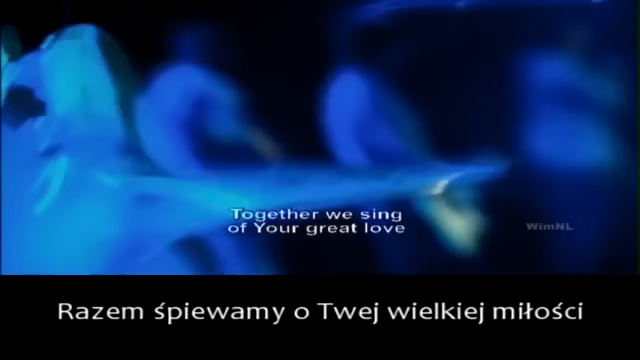 Together we sing
of Your great love
WimNL
Razem śpiewamy o Twej wielkiej miłości